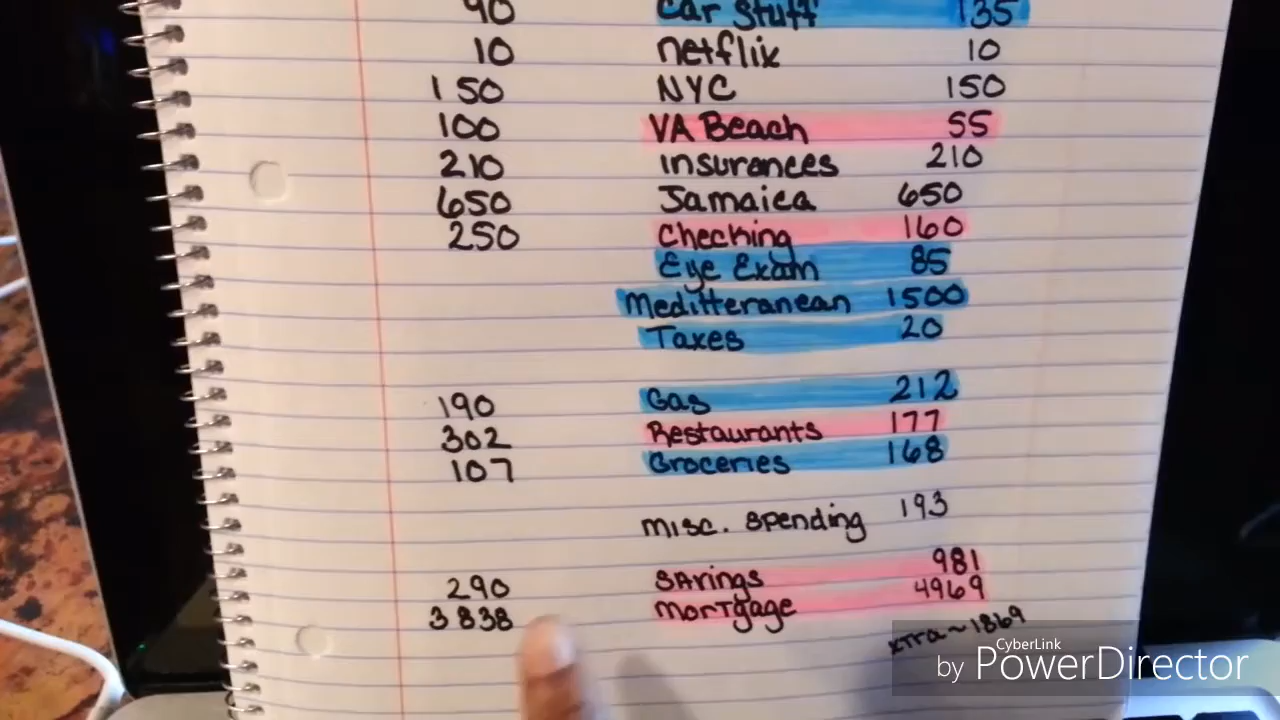 90 Car Stuff 135
10 netflix 10
150 NYC 150
100 VA Beach 55
210 insurances 210
650 Jamaica 650
250 Checking 160
Eye Exam 85
Meditteranean 1500
Taxes 20
190 Gas 212
302 Restaurants 177
107 Groceries 168
misc. spending 193
290 SAvings 981
3838 morTgage 4969
xTra ~ 1869
CyberLink
by PowerDirector